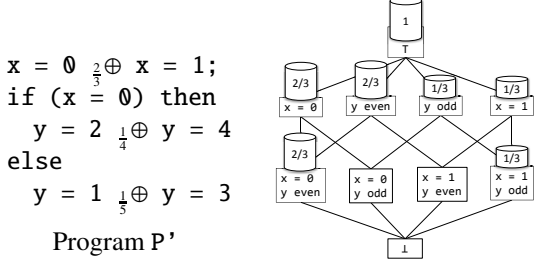 x = 0 2/3⊕ x = 1;
if (x = 0) then
y = 2 1/4⊕ y = 4
else
y = 1 1/5⊕ y = 3
Program P'
1
⊤
2/3 2/3 1/3 1/3
x = 0 y even y odd x = 1
2/3 1/3
x = 0 x = 0 x = 1 x = 1
y even y odd y even y odd
⊥